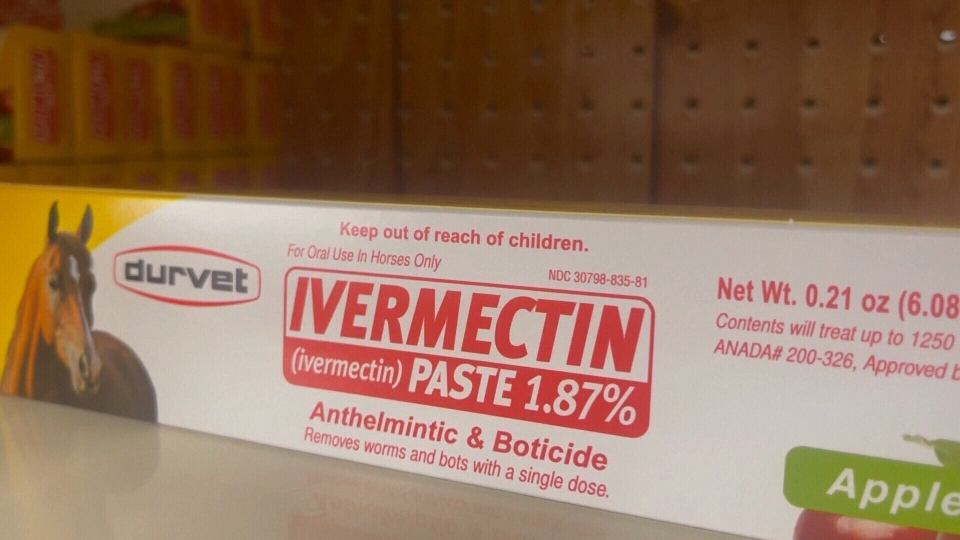 durvet
Keep out of reach of children.
For Oral Use In Horses Only
NDC 30798-835-81
IVERMECTIN
(ivermectin) PASTE 1.87%
Anthelmintic & Boticide
Removes worms and bots with a single dose.
Net Wt. 0.21 oz (6.08
Contents will treat up to 1250
ANADA# 200-326, Approved b
Apple